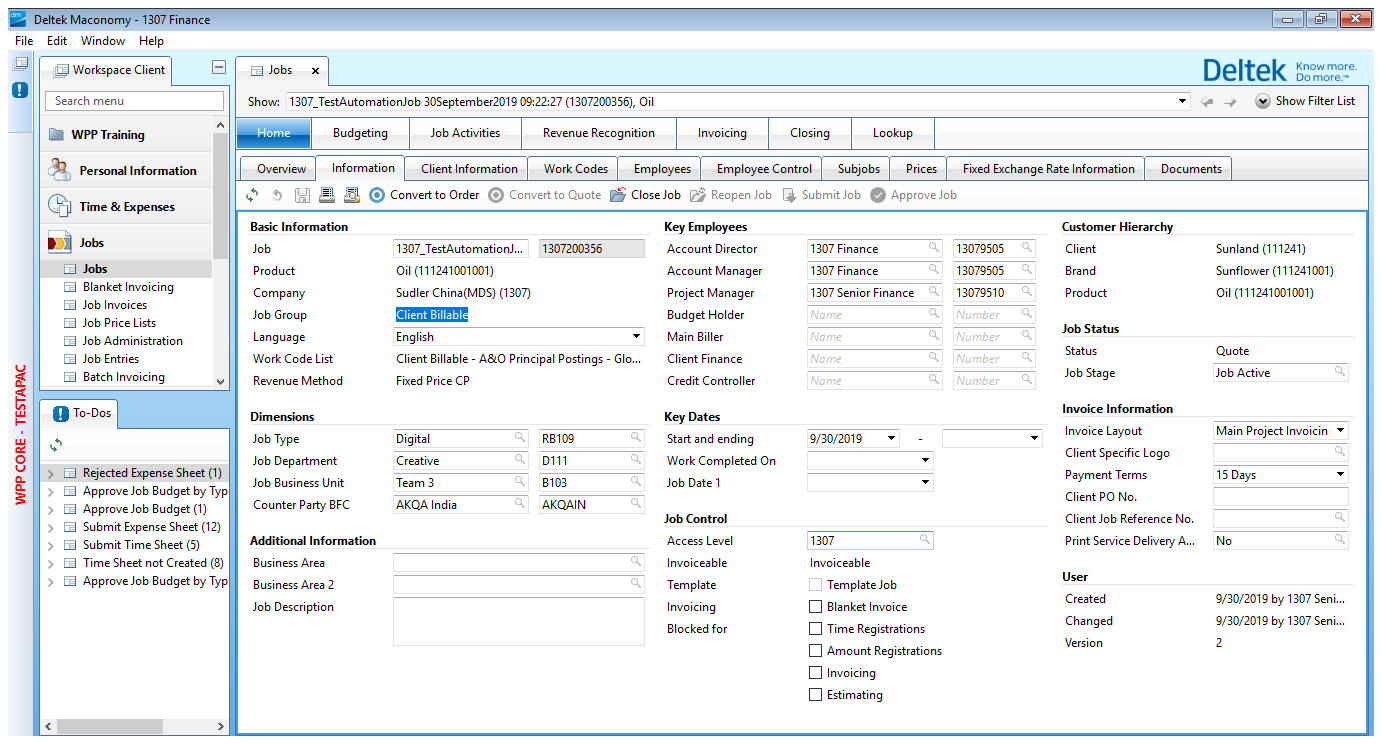 Deltek Maconomy - 1307 Finance
File Edit Window Help
Workspace Client
Search menu
WPP Training
Personal Information
Time & Expenses
Jobs
Jobs
Blanket Invoicing
Job Invoices
Job Price Lists
Job Administration
Job Entries
Batch Invoicing
WPP CORE - TESTAPAC
To-Dos
Rejected Expense Sheet (1)
Approve Job Budget by Typ
Approve Job Budget (1)
Submit Expense Sheet (12)
Submit Time Sheet (5)
Time Sheet not Created (8)
Approve Job Budget by Typ
Jobs
Deltek Know more.
Do more.™
Show: 1307_TestAutomationJob 30September2019 09:22:27 (1307200356), Oil Show Filter List
Home Budgeting Job Activities Revenue Recognition Invoicing Closing Lookup
Overview Information Client Information Work Codes Employees Employee Control Subjobs Prices Fixed Exchange Rate Information Documents
Convert to Order Convert to Quote Close Job Reopen Job Submit Job Approve Job
Basic Information
Job 1307_TestAutomationJ... 1307200356
Product Oil (111241001001)
Company Sudler China(MDS) (1307)
Job Group Client Billable
Language English
Work Code List Client Billable - A&O Principal Postings - Glo...
Revenue Method Fixed Price CP
Dimensions
Job Type Digital RB109
Job Department Creative D111
Job Business Unit Team 3 B103
Counter Party BFC AKQA India AKQAIN
Additional Information
Business Area
Business Area 2
Job Description
Key Employees
Account Director 1307 Finance 13079505
Account Manager 1307 Finance 13079505
Project Manager 1307 Senior Finance 13079510
Budget Holder Name Number
Main Biller Name Number
Client Finance Name Number
Credit Controller Name Number
Key Dates
Start and ending 9/30/2019 -
Work Completed On
Job Date 1
Job Control
Access Level 1307
Invoiceable Invoiceable
Template Template Job
Invoicing Blanket Invoice
Blocked for Time Registrations
Amount Registrations
Invoicing
Estimating
Customer Hierarchy
Client Sunland (111241)
Brand Sunflower (111241001)
Product Oil (111241001001)
Job Status
Status Quote
Job Stage Job Active
Invoice Information
Invoice Layout Main Project Invoicin
Client Specific Logo
Payment Terms 15 Days
Client PO No.
Client Job Reference No.
Print Service Delivery A... No
User
Created 9/30/2019 by 1307 Seni...
Changed 9/30/2019 by 1307 Seni...
Version 2